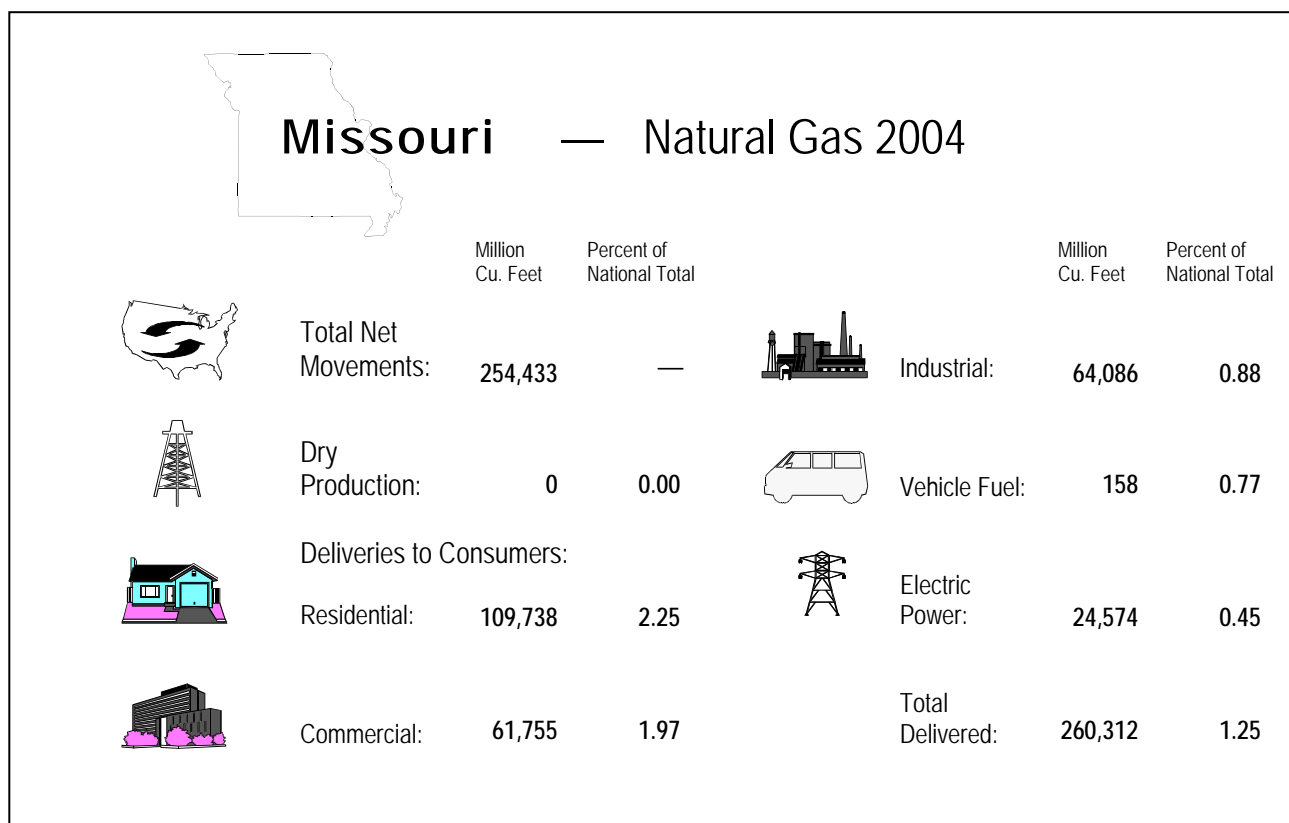 Missouri — Natural Gas 2004
Million Cu. Feet
Percent of National Total
Total Net Movements: 254,433 —
Dry Production: 0 0.00
Deliveries to Consumers:
Residential: 109,738 2.25
Commercial: 61,755 1.97
Million Cu. Feet
Percent of National Total
Industrial: 64,086 0.88
Vehicle Fuel: 158 0.77
Electric Power: 24,574 0.45
Total Delivered: 260,312 1.25